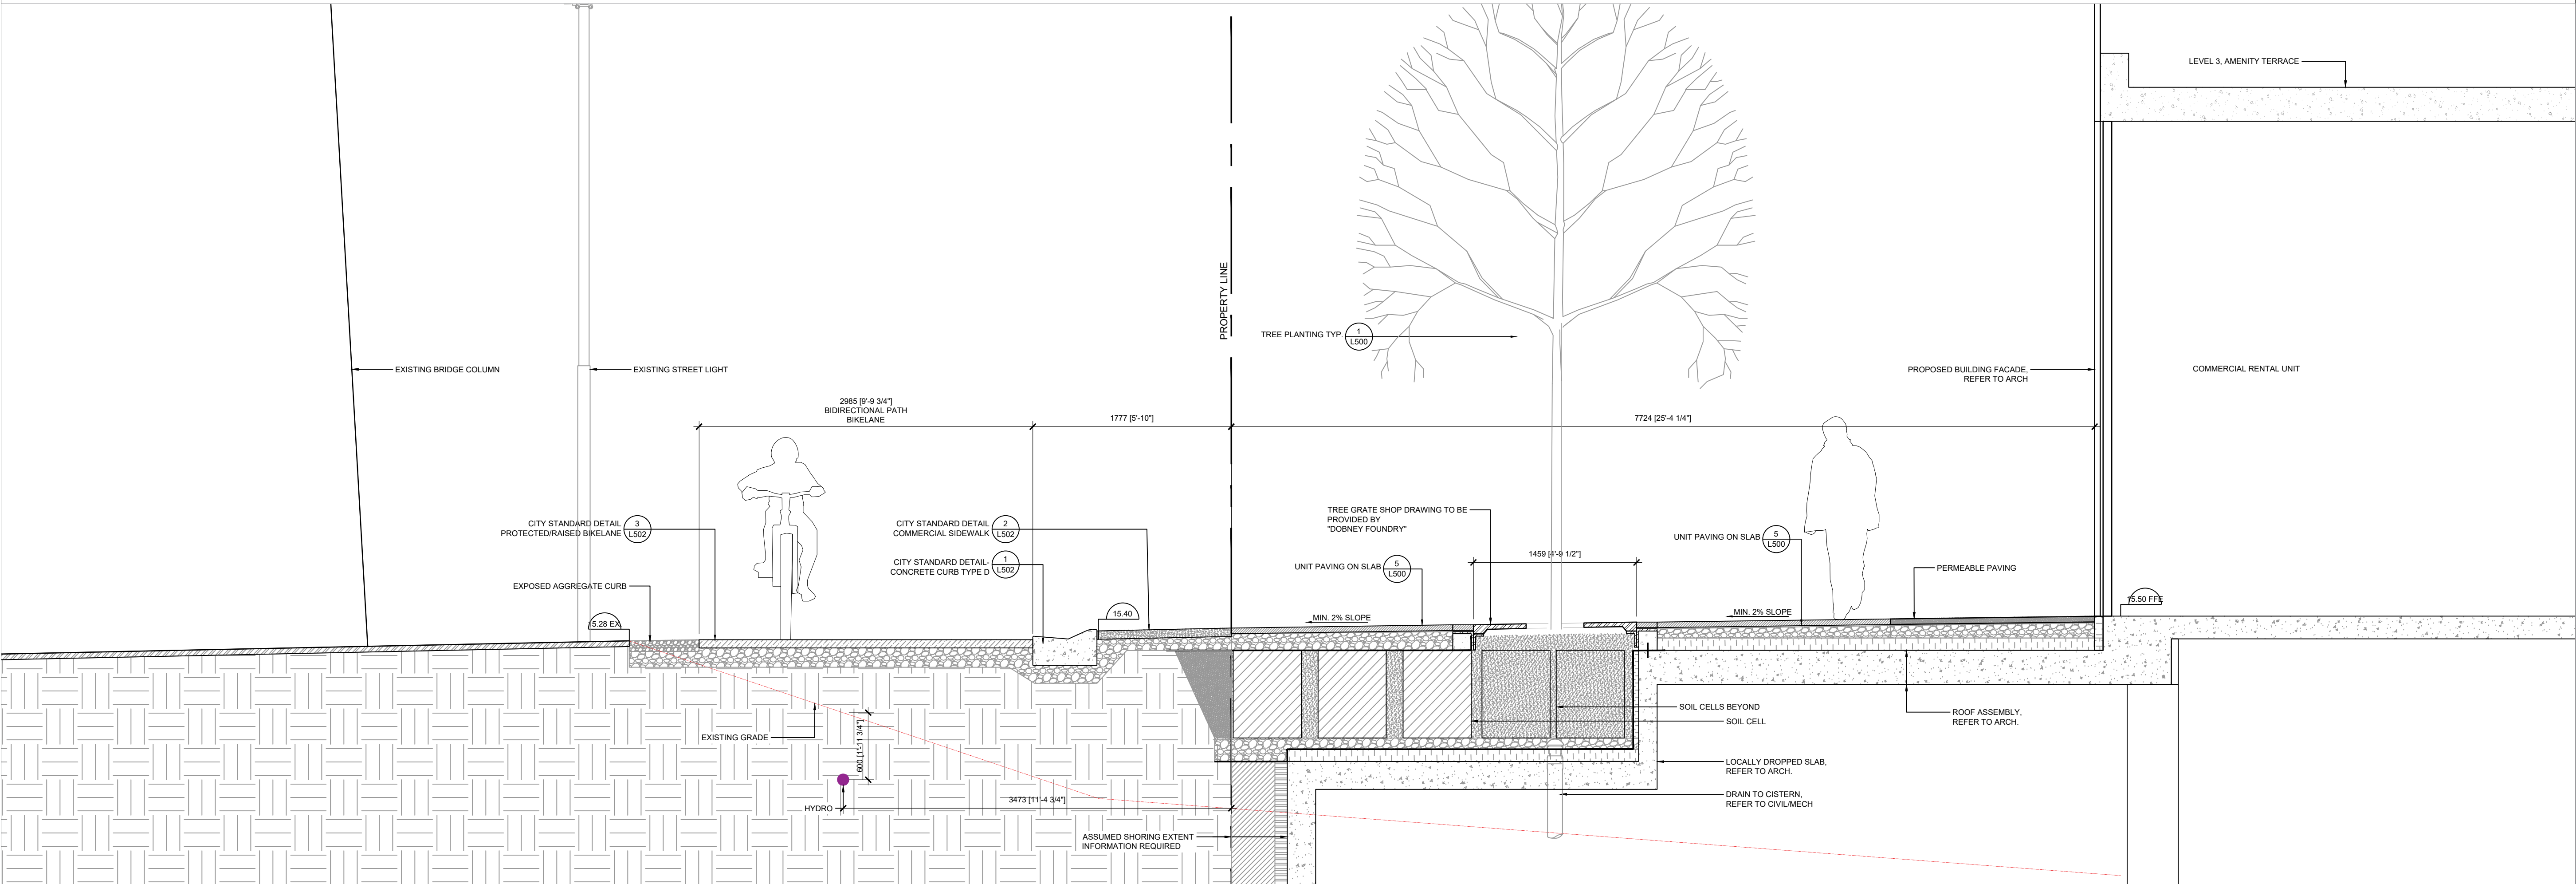 LEVEL 3, AMENITY TERRACE
PROPERTY LINE
TREE PLANTING TYP.
1
L500
EXISTING BRIDGE COLUMN
EXISTING STREET LIGHT
PROPOSED BUILDING FACADE,
REFER TO ARCH
COMMERCIAL RENTAL UNIT
2985 [9'-9 3/4"]
BIDIRECTIONAL PATH
BIKELANE
1777 [5'-10"]
7724 [25'-4 1/4"]
CITY STANDARD DETAIL
PROTECTED/RAISED BIKELANE
3
L502
CITY STANDARD DETAIL
COMMERCIAL SIDEWALK
2
L502
CITY STANDARD DETAIL-
CONCRETE CURB TYPE D
1
L502
TREE GRATE SHOP DRAWING TO BE
PROVIDED BY
"DOBNEY FOUNDRY"
1459 [4'-9 1/2"]
UNIT PAVING ON SLAB
5
L500
UNIT PAVING ON SLAB
5
L500
PERMEABLE PAVING
EXPOSED AGGREGATE CURB
5.28 EX
15.40
MIN. 2% SLOPE
MIN. 2% SLOPE
15.50 FFE
SOIL CELLS BEYOND
SOIL CELL
ROOF ASSEMBLY,
REFER TO ARCH.
EXISTING GRADE
600 [1'-11 3/4"]
LOCALLY DROPPED SLAB,
REFER TO ARCH.
HYDRO
3473 [11'-4 3/4"]
DRAIN TO CISTERN,
REFER TO CIVIL/MECH
ASSUMED SHORING EXTENT
INFORMATION REQUIRED